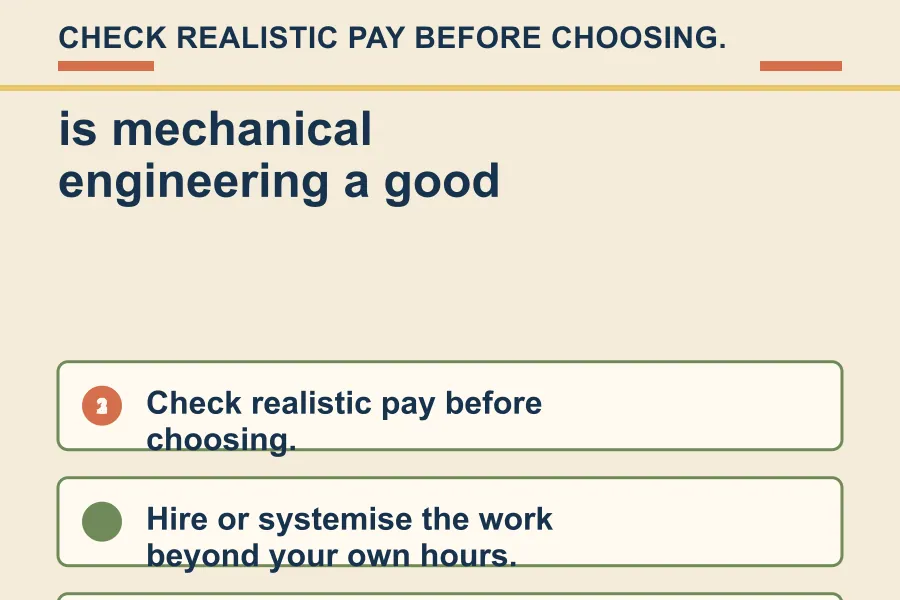 CHECK REALISTIC PAY BEFORE CHOOSING.
is mechanical
engineering a good
Check realistic pay before
choosing.
Hire or systemise the work
beyond your own hours.